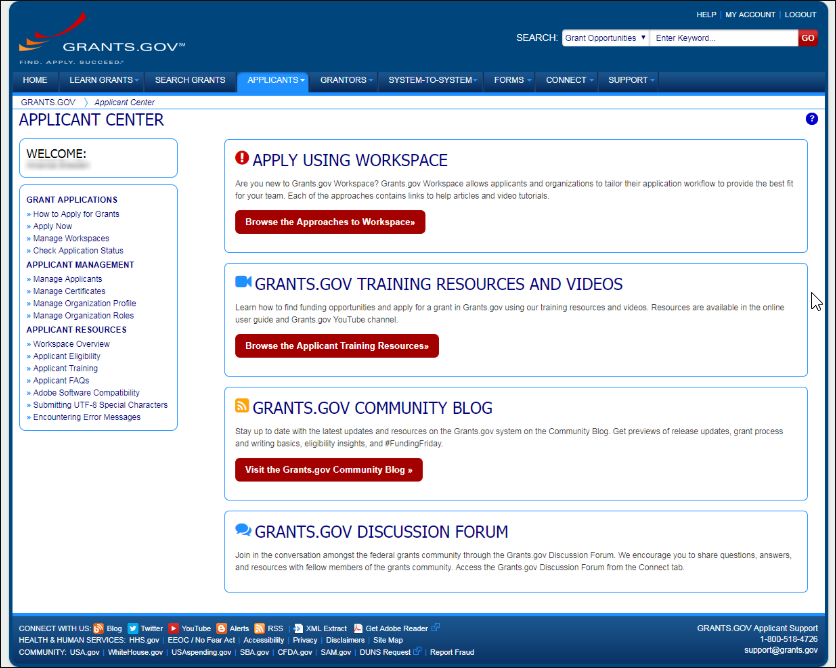 HELP | MY ACCOUNT | LOGOUT
GRANTS.GOV℠
FIND. APPLY. SUCCEED.℠
SEARCH: Grant Opportunities Enter Keyword... GO
HOME LEARN GRANTS SEARCH GRANTS APPLICANTS GRANTORS SYSTEM-TO-SYSTEM FORMS CONNECT SUPPORT
GRANTS.GOV Applicant Center
APPLICANT CENTER
?
WELCOME:
GRANT APPLICATIONS
» How to Apply for Grants
» Apply Now
» Manage Workspaces
» Check Application Status
APPLICANT MANAGEMENT
» Manage Applicants
» Manage Certificates
» Manage Organization Profile
» Manage Organization Roles
APPLICANT RESOURCES
» Workspace Overview
» Applicant Eligibility
» Applicant Training
» Applicant FAQs
» Adobe Software Compatibility
» Submitting UTF-8 Special Characters
» Encountering Error Messages
APPLY USING WORKSPACE
Are you new to Grants.gov Workspace? Grants.gov Workspace allows applicants and organizations to tailor their application workflow to provide the best fit
for your team. Each of the approaches contains links to help articles and video tutorials.
Browse the Approaches to Workspace»
GRANTS.GOV TRAINING RESOURCES AND VIDEOS
Learn how to find funding opportunities and apply for a grant in Grants.gov using our training resources and videos. Resources are available in the online
user guide and Grants.gov YouTube channel.
Browse the Applicant Training Resources»
GRANTS.GOV COMMUNITY BLOG
Stay up to date with the latest updates and resources on the Grants.gov system on the Community Blog. Get previews of release updates, grant process
and writing basics, eligibility insights, and #FundingFriday.
Visit the Grants.gov Community Blog »
GRANTS.GOV DISCUSSION FORUM
Join in the conversation amongst the federal grants community through the Grants.gov Discussion Forum. We encourage you to share questions, answers,
and resources with fellow members of the grants community. Access the Grants.gov Discussion Forum from the Connect tab.
CONNECT WITH US: Blog Twitter YouTube Alerts RSS | XML Extract Get Adobe Reader
HEALTH & HUMAN SERVICES: HHS.gov | EEOC / No Fear Act | Accessibility | Privacy | Disclaimers | Site Map
COMMUNITY: USA.gov | WhiteHouse.gov | USAspending.gov | SBA.gov | CFDA.gov | SAM.gov | DUNS Request | Report Fraud
GRANTS.GOV Applicant Support
1-800-518-4726
support@grants.gov